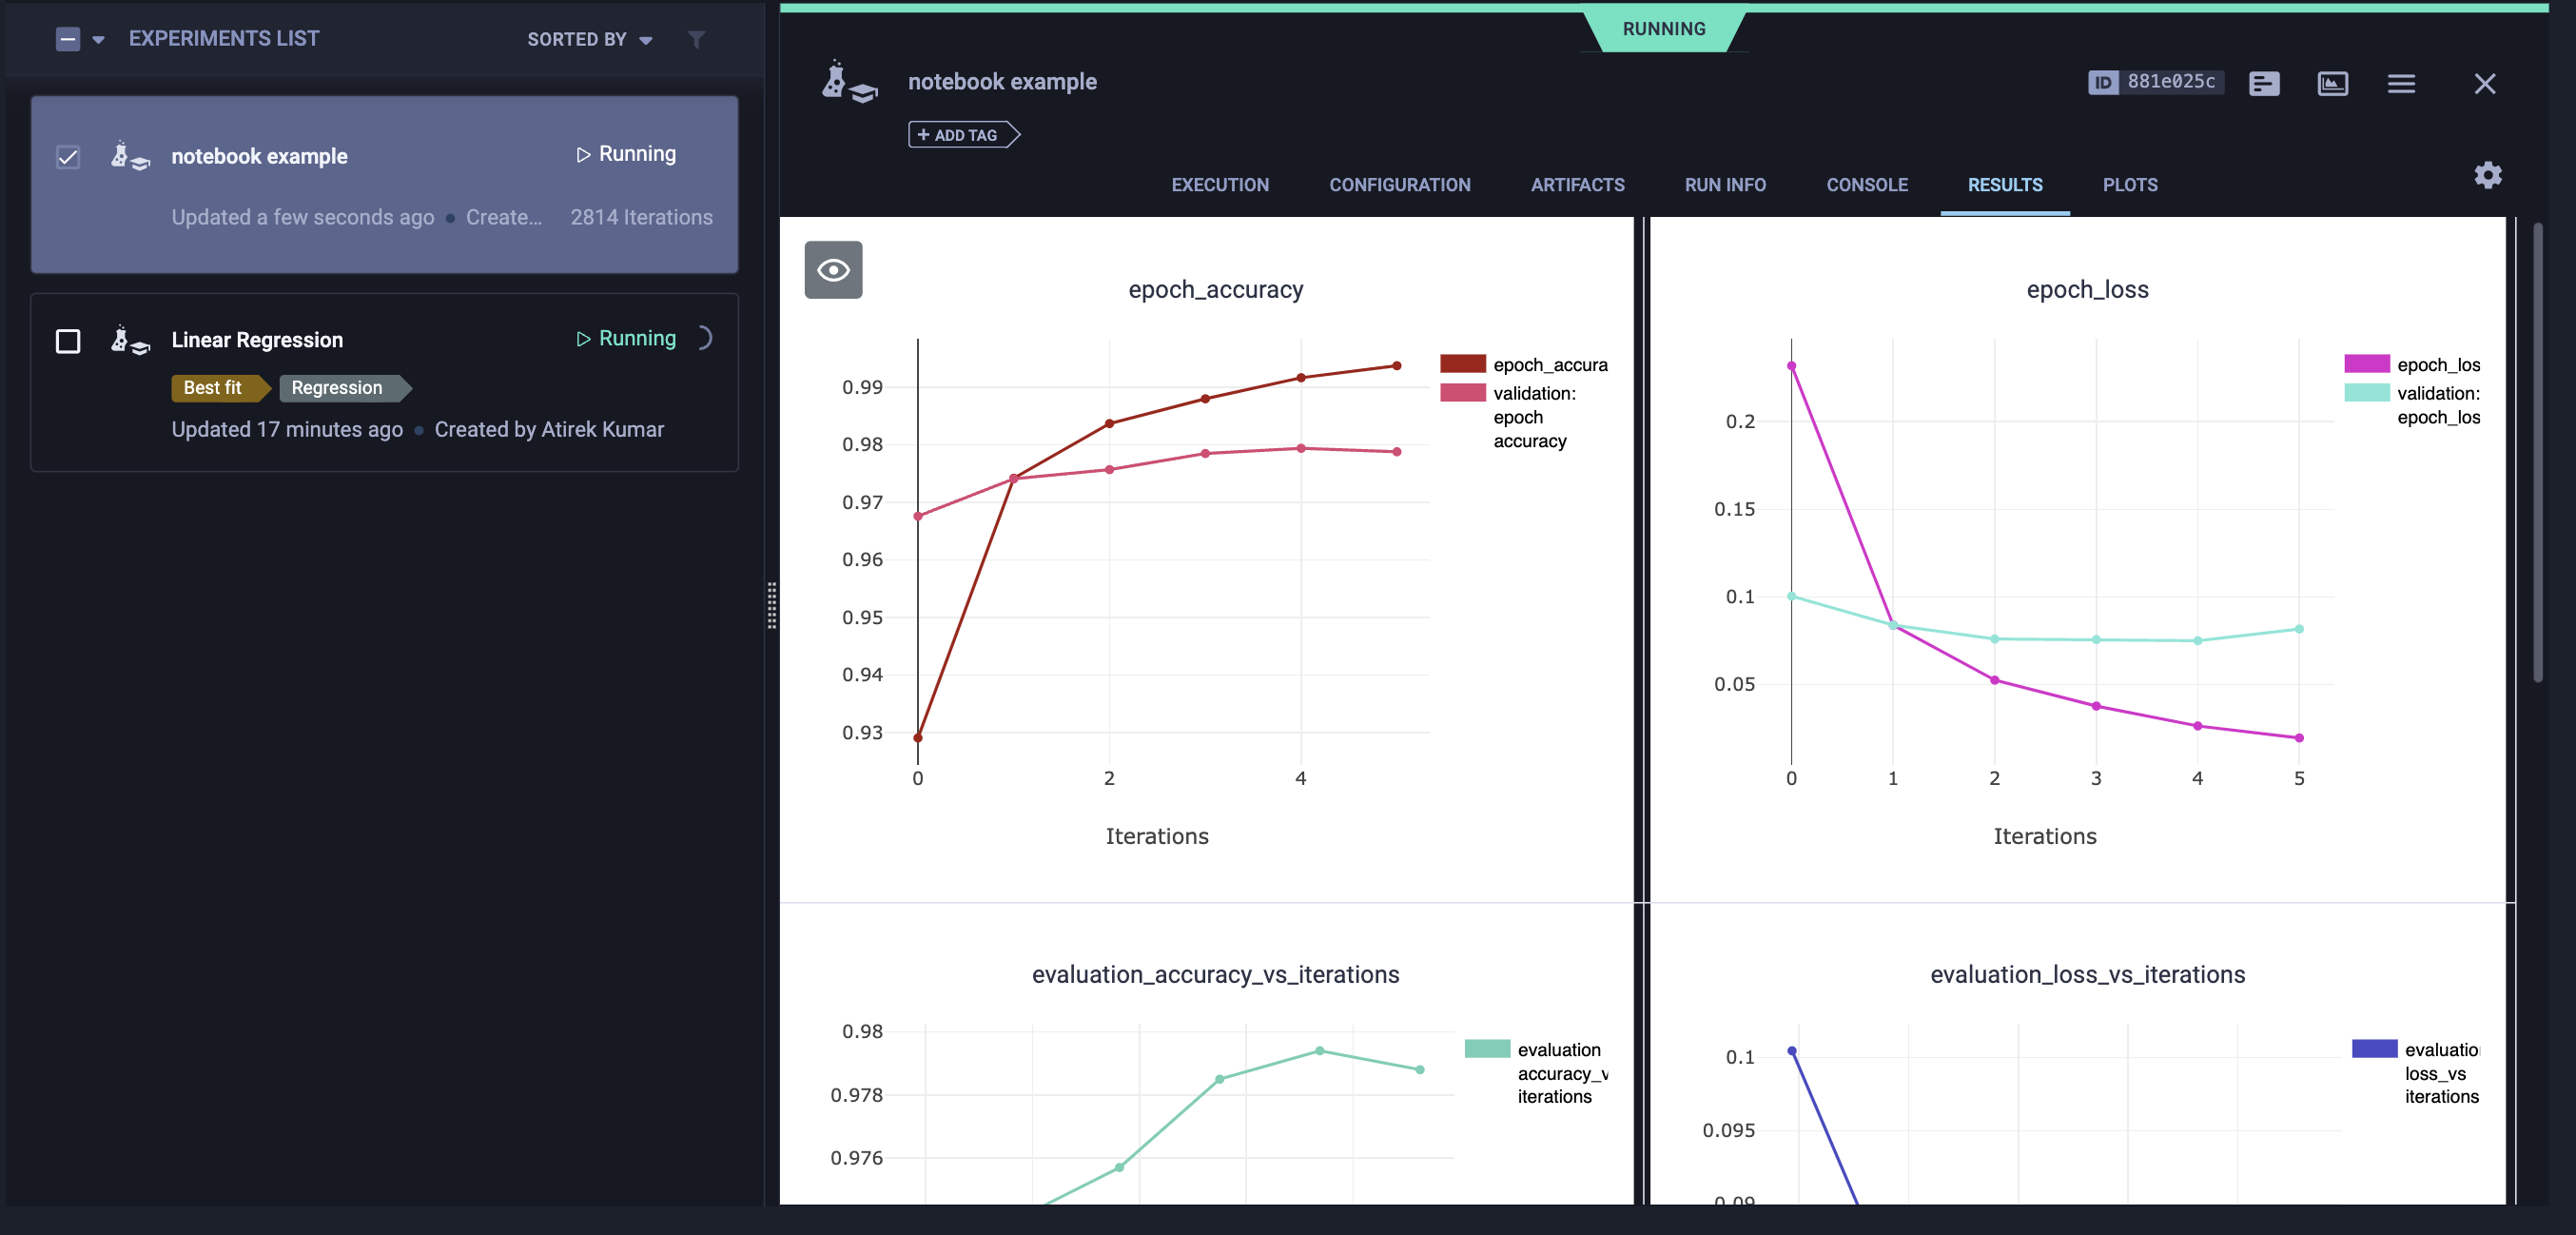 EXPERIMENTS LIST
SORTED BY
notebook example
Running
Updated a few seconds ago • Create... 2814 Iterations
Linear Regression
Running
Best fit Regression
Updated 17 minutes ago • Created by Atirek Kumar
RUNNING
notebook example
ID 881e025c
+ ADD TAG
EXECUTION CONFIGURATION ARTIFACTS RUN INFO CONSOLE RESULTS PLOTS
epoch_accuracy
0.99
0.98
0.97
0.96
0.95
0.94
0.93
0 2 4
Iterations
epoch_accura
validation:
epoch
accuracy
epoch_loss
0.2
0.15
0.1
0.05
0 1 2 3 4 5
Iterations
epoch_los
validation:
epoch_los
evaluation_accuracy_vs_iterations
0.98
0.978
0.976
evaluation
accuracy_v
iterations
evaluation_loss_vs_iterations
0.1
0.095
0.09
evaluatio
loss_vs
iterations